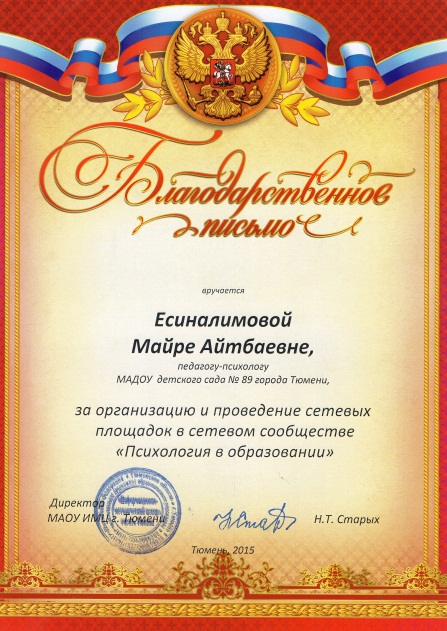 Благодарственное
письмо
вручается
Есиналимовой
Майре Айтбаевне,
педагогу-психологу
МАДОУ детского сада № 89 города Тюмени,
за организацию и проведение сетевых
площадок в сетевом сообществе
«Психология в образовании»
Директор
МАОУ ИМЦ г. Тюмени Н.Т. Старых
Тюмень, 2015